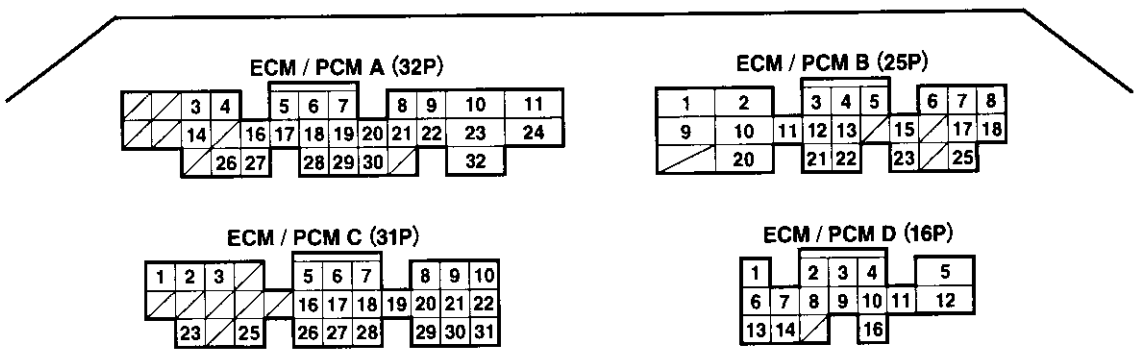 ECM / PCM A (32P)
3 4 5 6 7 8 9 10 11
14 16 17 18 19 20 21 22 23 24
26 27 28 29 30 32
ECM / PCM B (25P)
1 2 3 4 5 6 7 8
9 10 11 12 13 15 17 18
20 21 22 23 25
ECM / PCM C (31P)
1 2 3 5 6 7 8 9 10
16 17 18 19 20 21 22
23 25 26 27 28 29 30 31
ECM / PCM D (16P)
1 2 3 4 5
6 7 8 9 10 11 12
13 14 16